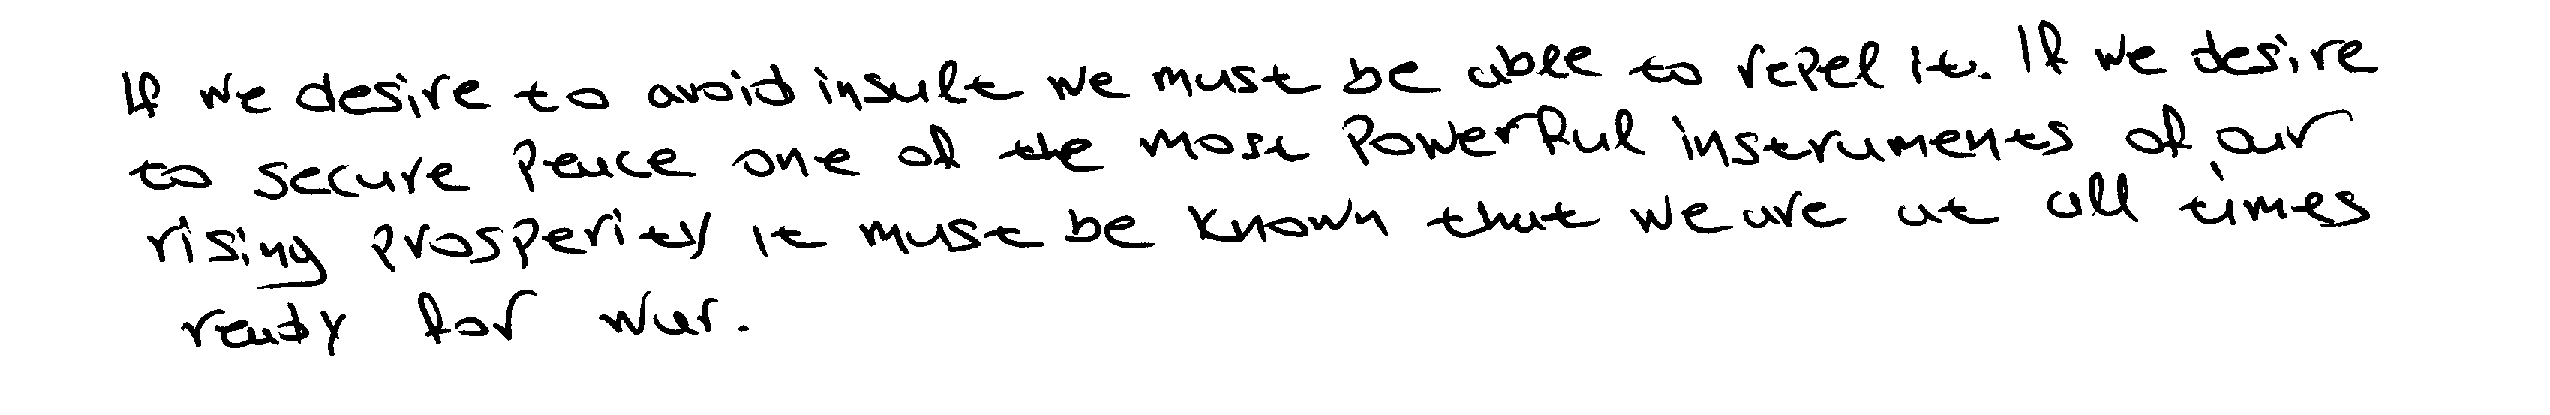 If we desire to avoid insult we must be able to repel it. If we desire
to secure peace one of the most powerful instruments of our
rising prosperity it must be known that we are at all times
ready for war.